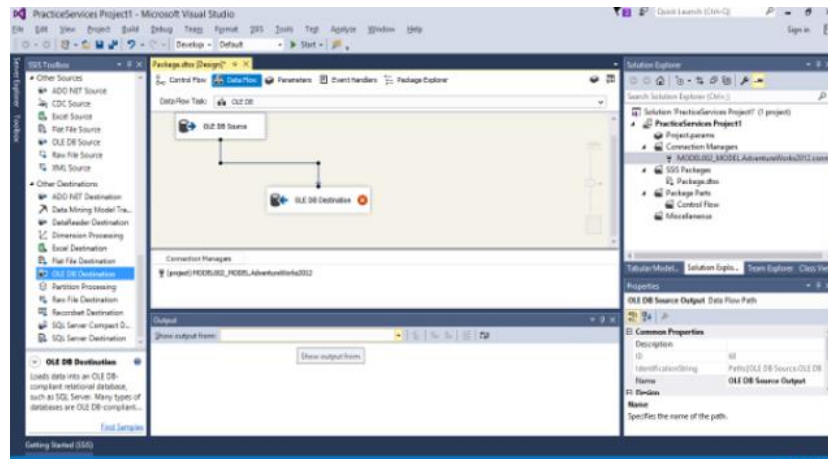 PracticeServices Project1 - Microsoft Visual Studio
Quick Launch (Ctrl+Q)
File Edit View Project Build Debug Team Format SSIS Tools Test Analyze Window Help
Sign in
Develop - Default Start
Server Explorer Toolbox
SSIS Toolbox
Other Sources
ADO NET Source
CDC Source
Excel Source
Flat File Source
OLE DB Source
Raw File Source
XML Source
Other Destinations
ADO NET Destination
Data Mining Model Tra...
DataReader Destination
Dimension Processing
Excel Destination
Flat File Destination
OLE DB Destination
Partition Processing
Raw File Destination
Recordset Destination
SQL Server Compact D...
SQL Server Destination
OLE DB Destination
Loads data into an OLE DB-
compliant relational database,
such as SQL Server. Many types of
databases are OLE DB-compliant...
Find Samples
Package.dtsx [Design]*
Control Flow Data Flow Parameters Event Handlers Package Explorer
Data Flow Task: OLE DB
OLE DB Source
OLE DB Destination
Connection Managers
(project) MODEL002_MODEL.AdventureWorks2012
Output
Show output from:
Show output from
Solution Explorer
Search Solution Explorer (Ctrl+;)
Solution 'PracticeServices Project1' (1 project)
PracticeServices Project1
Project.params
Connection Managers
MODEL002_MODEL.AdventureWorks2012.conm
SSIS Packages
Package.dtsx
Package Parts
Control Flow
Miscellaneous
Tabular Model... Solution Explo... Team Explorer Class View
Properties
OLE DB Source Output Data Flow Path
Common Properties
Description
ID 60
IdentificationString Paths[OLE DB Source.OLE DB
Name OLE DB Source Output
Design
Name
Specifies the name of the path.
Getting Started (SSIS)